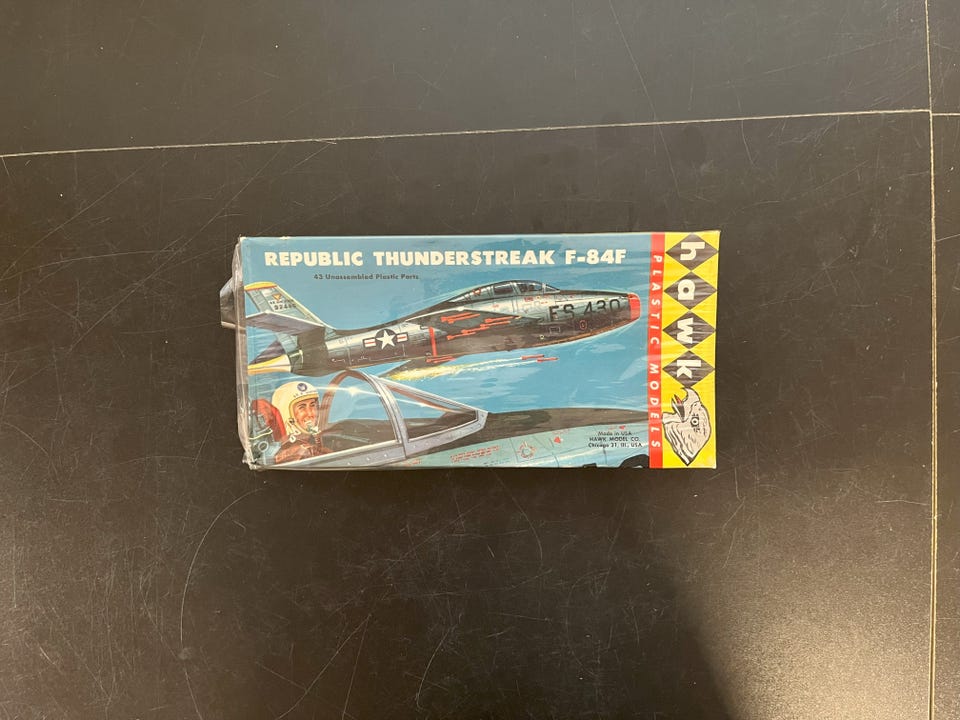 REPUBLIC THUNDERSTREAK F-84F
43 Unassembled Plastic Parts
FS 430
hawk
PLASTIC MODELS
Made in USA
HAWK MODEL CO.
Chicago 31, Ill., USA